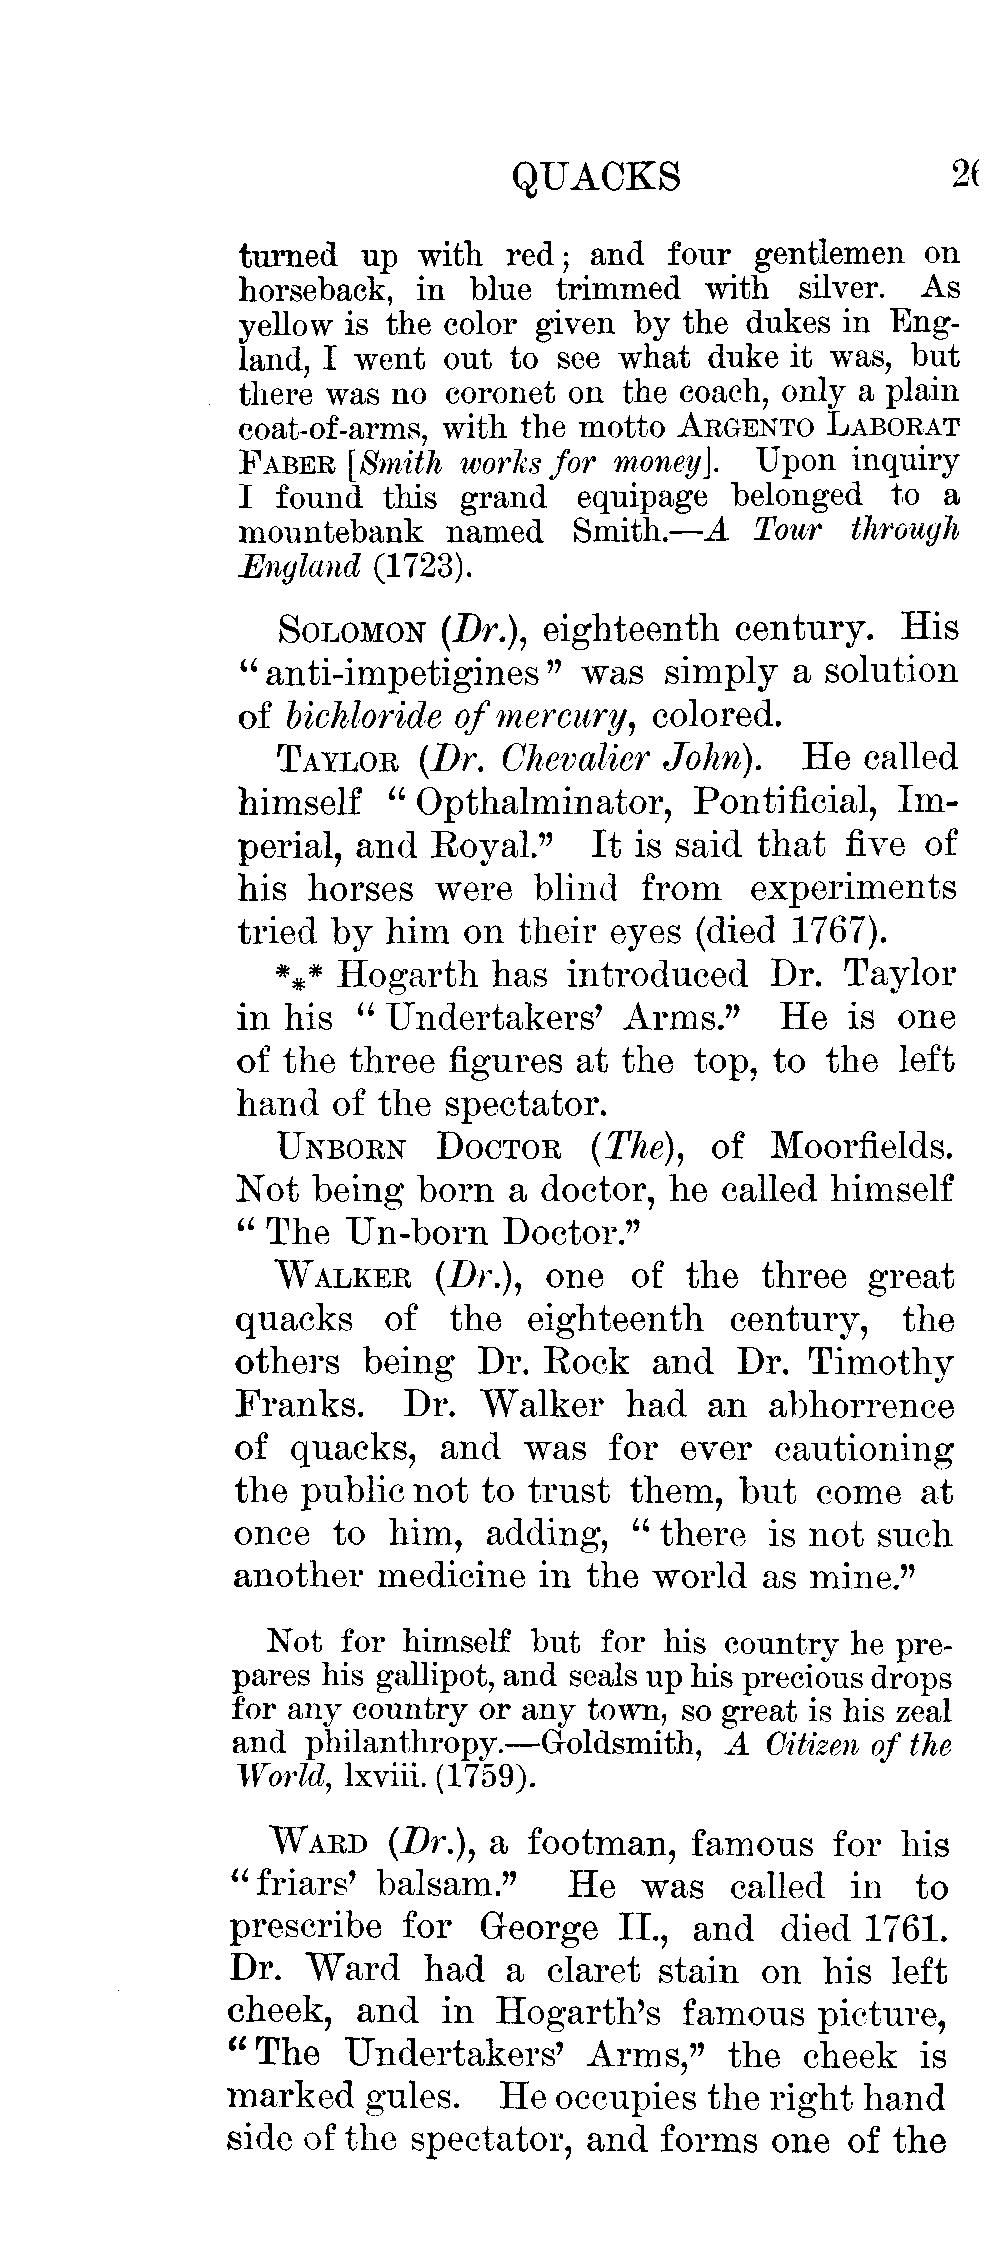 QUACKS 26
turned up with red; and four gentlemen on
horseback, in blue trimmed with silver. As
yellow is the color given by the dukes in Eng-
land, I went out to see what duke it was, but
there was no coronet on the coach, only a plain
coat-of-arms, with the motto ARGENTO LABORAT
FABER [Smith works for money]. Upon inquiry
I found this grand equipage belonged to a
mountebank named Smith.—A Tour through
England (1723).
SOLOMON (Dr.), eighteenth century. His
“anti-impetigines” was simply a solution
of bichloride of mercury, colored.
TAYLOR (Dr. Chevalier John). He called
himself “Opthalminator, Pontificial, Im-
perial, and Royal.” It is said that five of
his horses were blind from experiments
tried by him on their eyes (died 1767).
*⁎* Hogarth has introduced Dr. Taylor
in his “Undertakers’ Arms.” He is one
of the three figures at the top, to the left
hand of the spectator.
UNBORN DOCTOR (The), of Moorfields.
Not being born a doctor, he called himself
“The Un-born Doctor.”
WALKER (Dr.), one of the three great
quacks of the eighteenth century, the
others being Dr. Rock and Dr. Timothy
Franks. Dr. Walker had an abhorrence
of quacks, and was for ever cautioning
the public not to trust them, but come at
once to him, adding, “there is not such
another medicine in the world as mine.”
Not for himself but for his country he pre-
pares his gallipot, and seals up his precious drops
for any country or any town, so great is his zeal
and philanthropy.—Goldsmith, A Citizen of the
World, lxviii. (1759).
WARD (Dr.), a footman, famous for his
“friars’ balsam.” He was called in to
prescribe for George II., and died 1761.
Dr. Ward had a claret stain on his left
cheek, and in Hogarth’s famous picture,
“The Undertakers’ Arms,” the cheek is
marked gules. He occupies the right hand
side of the spectator, and forms one of the